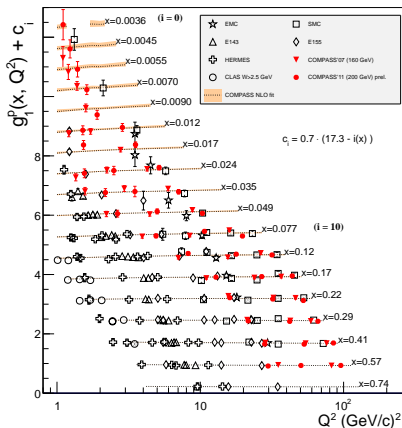 g₁ᵖ(x, Q²) + cᵢ
x=0.0036 (i = 0)
x=0.0045
x=0.0055
x=0.0070
x=0.0090
x=0.012
x=0.017
x=0.024
x=0.035
x=0.049
(i = 10)
x=0.077
x=0.12
x=0.17
x=0.22
x=0.29
x=0.41
x=0.57
x=0.74
EMC SMC
E143 E155
HERMES COMPASS'07 (160 GeV)
CLAS W>2.5 GeV COMPASS'11 (200 GeV) prel.
COMPASS NLO fit
cᵢ = 0.7 · (17.3 - i(x) )
10
8
6
4
2
0
1 10 10²
Q² (GeV/c)²